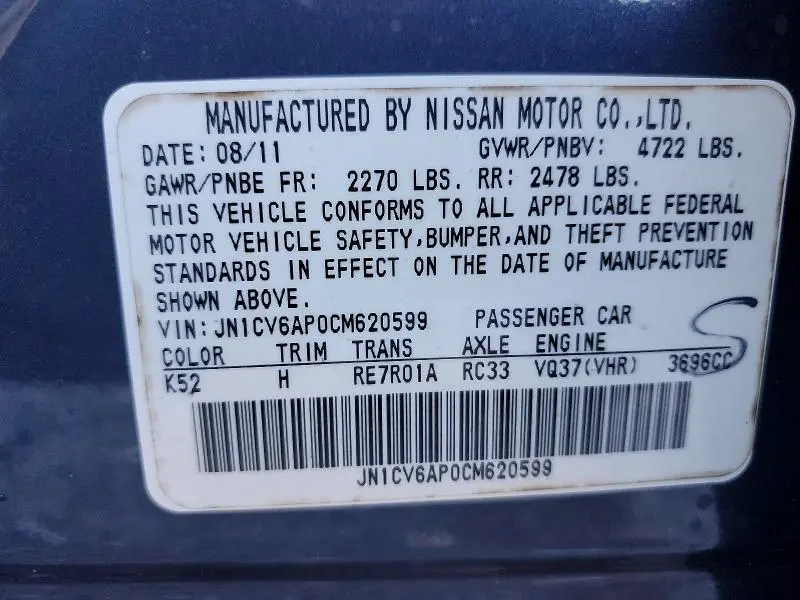 MANUFACTURED BY NISSAN MOTOR CO.,LTD.
DATE: 08/11 GVWR/PNBV: 4722 LBS.
GAWR/PNBE FR: 2270 LBS. RR: 2478 LBS.
THIS VEHICLE CONFORMS TO ALL APPLICABLE FEDERAL
MOTOR VEHICLE SAFETY,BUMPER,AND THEFT PREVENTION
STANDARDS IN EFFECT ON THE DATE OF MANUFACTURE
SHOWN ABOVE.
VIN: JN1CV6AP0CM620599 PASSENGER CAR
COLOR TRIM TRANS AXLE ENGINE
K52 H RE7R01A RC33 VQ37(VHR) 3696CC S
JN1CV6AP0CM620599